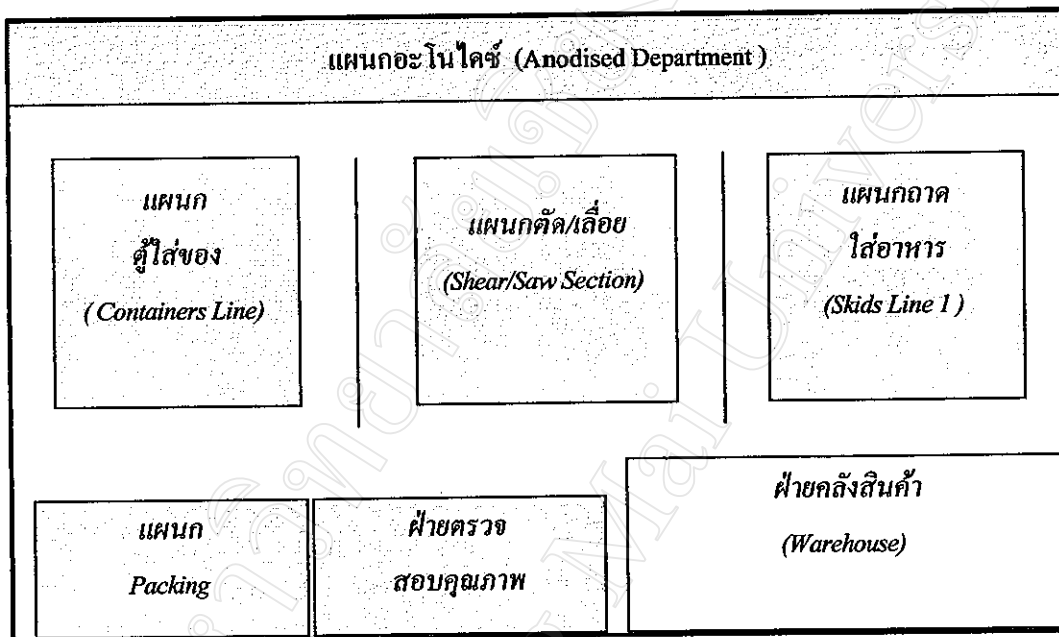 แผนกอะโนไดซ์ (Anodised Department )
แผนก
ตู้ใส่ของ
( Containers Line)
แผนกตัด/เลื่อย
(Shear/Saw Section)
แผนกถาด
ใส่อาหาร
(Skids Line 1 )
แผนก
Packing
ฝ่ายตรวจ
สอบคุณภาพ
ฝ่ายคลังสินค้า
(Warehouse)
Mai Univers